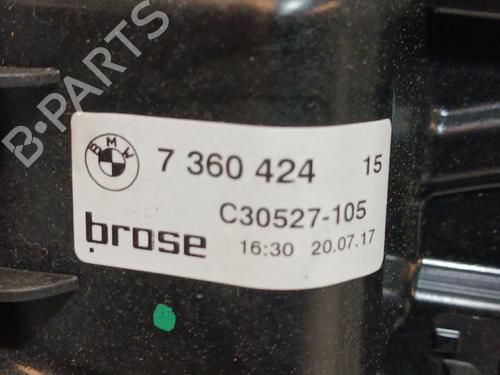 B-PARTS
BMW
7 360 424 15
C30527-105
brose
16:30 20.07.17